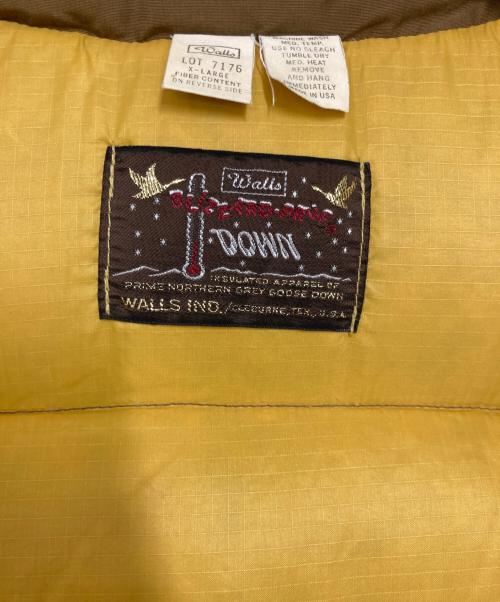 Walls
LOT 7176
X-LARGE
FIBER CONTENT
ON REVERSE SIDE
MACHINE WASH
MED. TEMP.
USE NO BLEACH
TUMBLE DRY
MED. HEAT
REMOVE
AND HANG
IMMEDIATELY
MADE IN USA
Walls
BLIZZARD-PRUF
DOWN
INSULATED APPAREL OF
PRIME NORTHERN GREY GOOSE DOWN
WALLS IND./CLEBURNE, TEX., U.S.A.